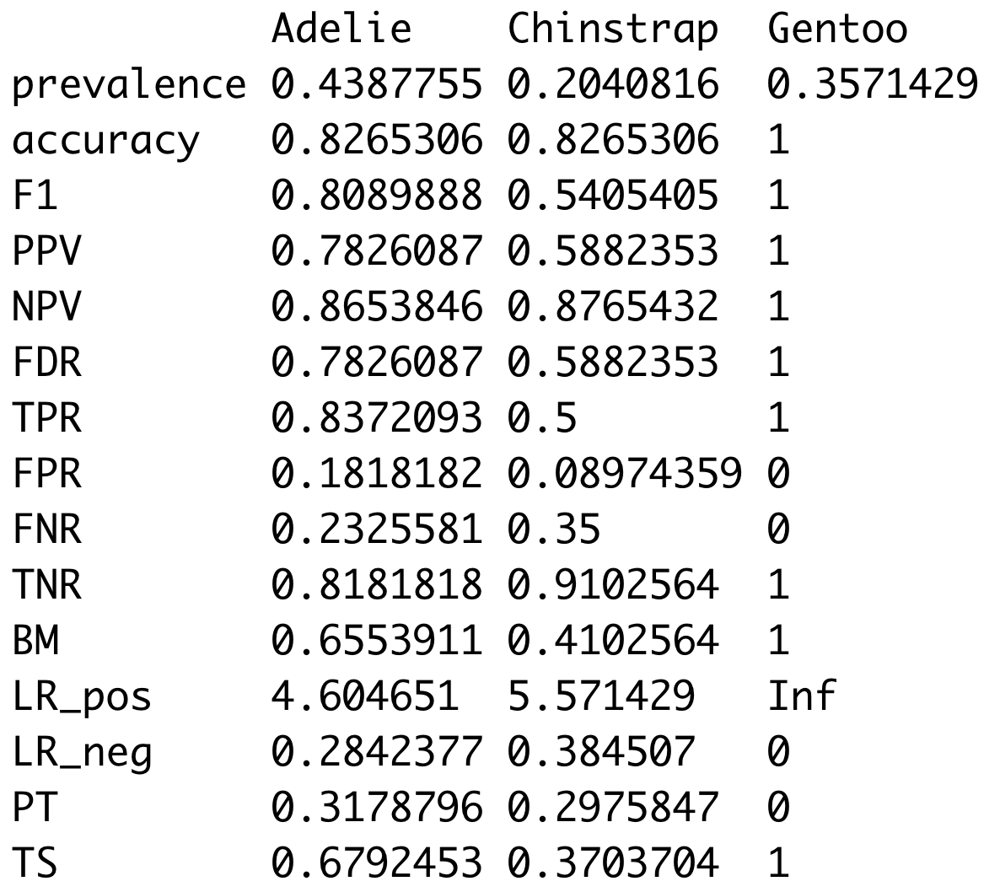 Adelie Chinstrap Gentoo
prevalence 0.4387755 0.2040816 0.3571429
accuracy 0.8265306 0.8265306 1
F1 0.8089888 0.5405405 1
PPV 0.7826087 0.5882353 1
NPV 0.8653846 0.8765432 1
FDR 0.7826087 0.5882353 1
TPR 0.8372093 0.5 1
FPR 0.1818182 0.08974359 0
FNR 0.2325581 0.35 0
TNR 0.8181818 0.9102564 1
BM 0.6553911 0.4102564 1
LR_pos 4.604651 5.571429 Inf
LR_neg 0.2842377 0.384507 0
PT 0.3178796 0.2975847 0
TS 0.6792453 0.3703704 1